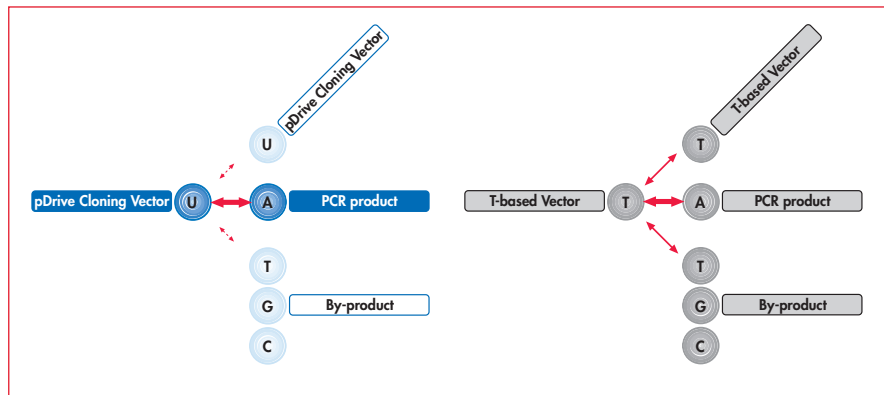 pDrive Cloning Vector
U
pDrive Cloning Vector
U
A
PCR product
T
G
By-product
C
T-based Vector
T
T-based Vector
T
A
PCR product
T
G
By-product
C